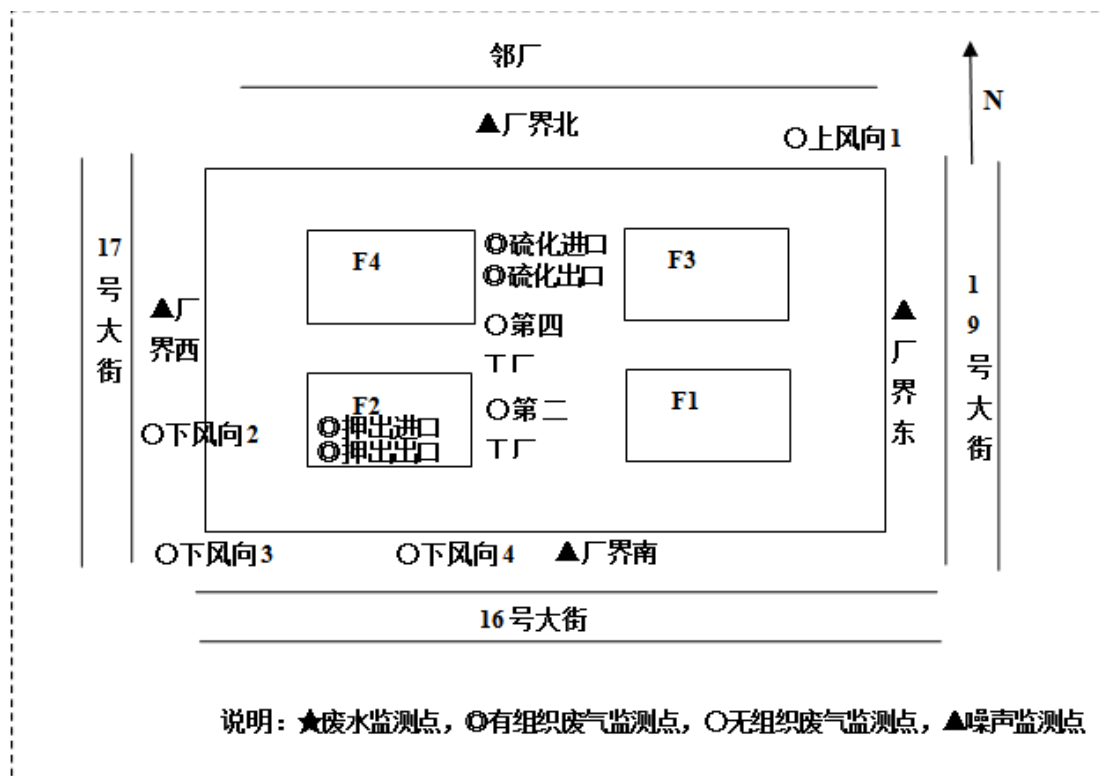 邻厂
N
▲厂界北
○上风向1
17号大街
F4
◎硫化进口
◎硫化出口
F3
19号大街
▲厂界西
○第四
工厂
▲厂界东
F2
◎押出进口
◎押出出口
○第二
工厂
F1
○下风向2
○下风向3
○下风向4
▲厂界南
16号大街
说明：★废水监测点，◎有组织废气监测点，○无组织废气监测点，▲噪声监测点